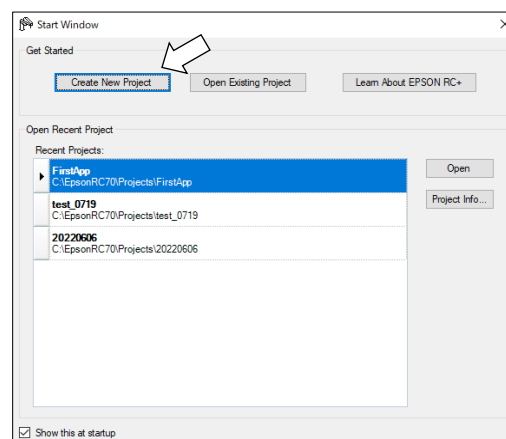 Start Window
Get Started
Create New Project
Open Existing Project
Learn About EPSON RC+
Open Recent Project
Recent Projects:
FirstApp
C:\EpsonRC70\Projects\FirstApp
Open
test_0719
C:\EpsonRC70\Projects\test_0719
Project Info...
20220606
C:\EpsonRC70\Projects\20220606
Show this at startup